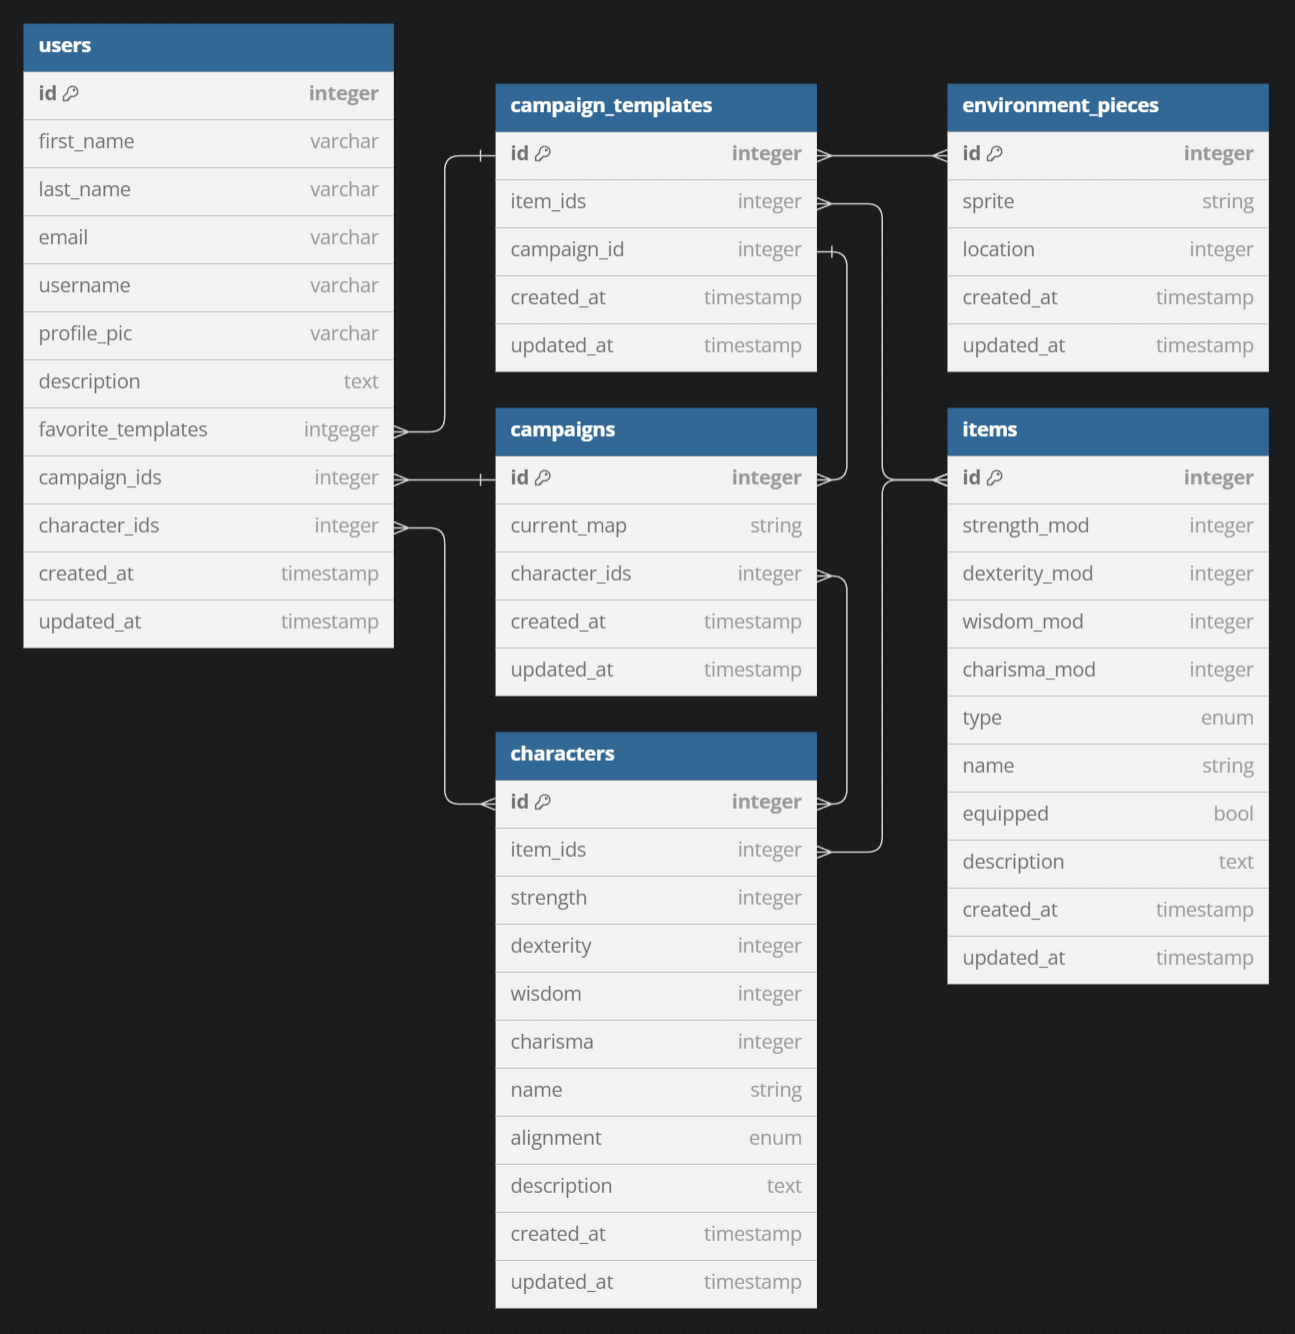 users
id integer
first_name varchar
last_name varchar
email varchar
username varchar
profile_pic varchar
description text
favorite_templates intgeger
campaign_ids integer
character_ids integer
created_at timestamp
updated_at timestamp
campaign_templates
id integer
item_ids integer
campaign_id integer
created_at timestamp
updated_at timestamp
campaigns
id integer
current_map string
character_ids integer
created_at timestamp
updated_at timestamp
characters
id integer
item_ids integer
strength integer
dexterity integer
wisdom integer
charisma integer
name string
alignment enum
description text
created_at timestamp
updated_at timestamp
environment_pieces
id integer
sprite string
location integer
created_at timestamp
updated_at timestamp
items
id integer
strength_mod integer
dexterity_mod integer
wisdom_mod integer
charisma_mod integer
type enum
name string
equipped bool
description text
created_at timestamp
updated_at timestamp